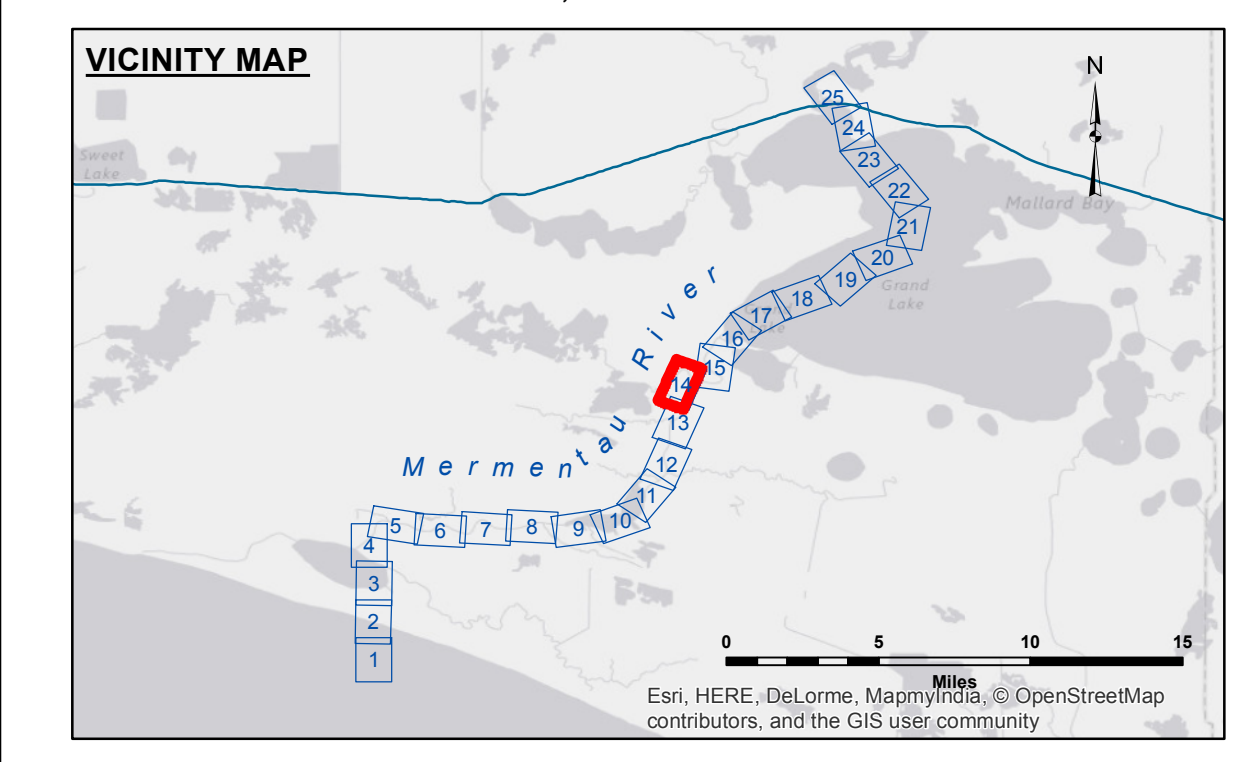 VICINITY MAP
N
Sweet
Lake
25
24
23
22
Mallard Bay
21
20
19
Grand
Lake
18
17
16
15
14
13
12
11
10
9
8
7
6
5
4
3
2
1
Mermentau River
0 5 10 15
Miles
Esri, HERE, DeLorme, MapmyIndia, © OpenStreetMap
contributors, and the GIS user community